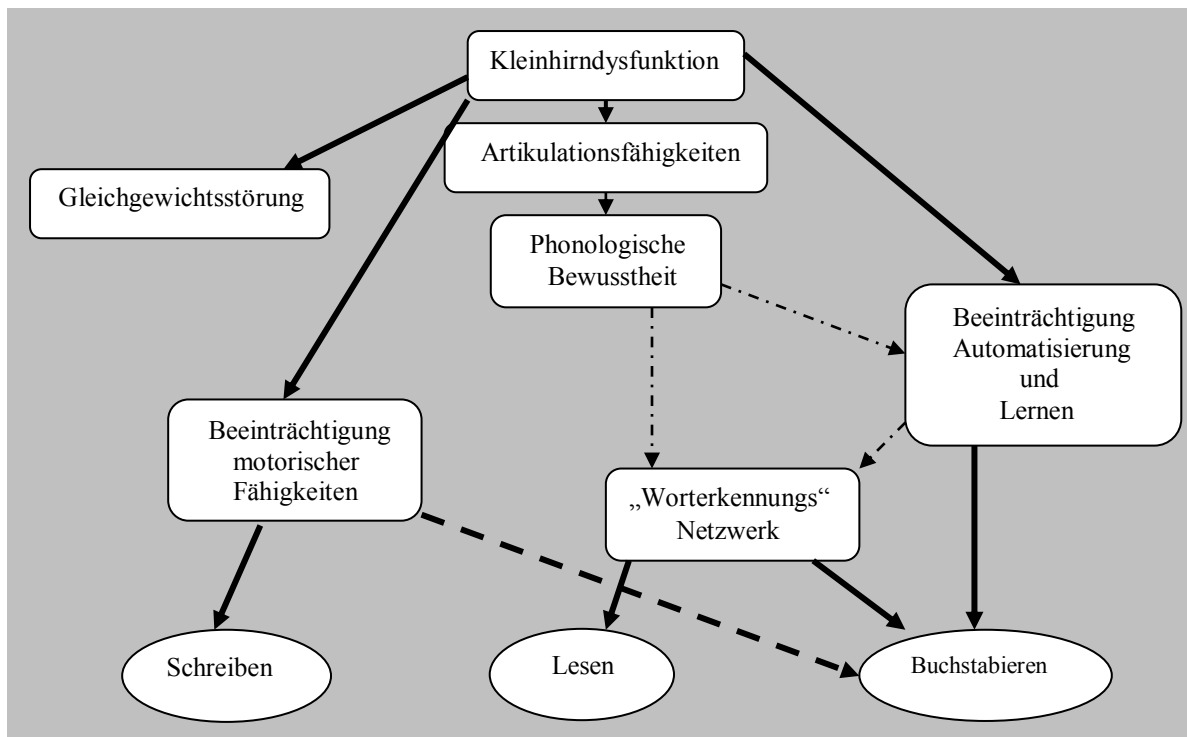 Kleinhirndysfunktion
Artikulationsfähigkeiten
Gleichgewichtsstörung
Phonologische
Bewusstheit
Beeinträchtigung
Automatisierung
und
Lernen
Beeinträchtigung
motorischer
Fähigkeiten
„Worterkennungs“
Netzwerk
Schreiben
Lesen
Buchstabieren